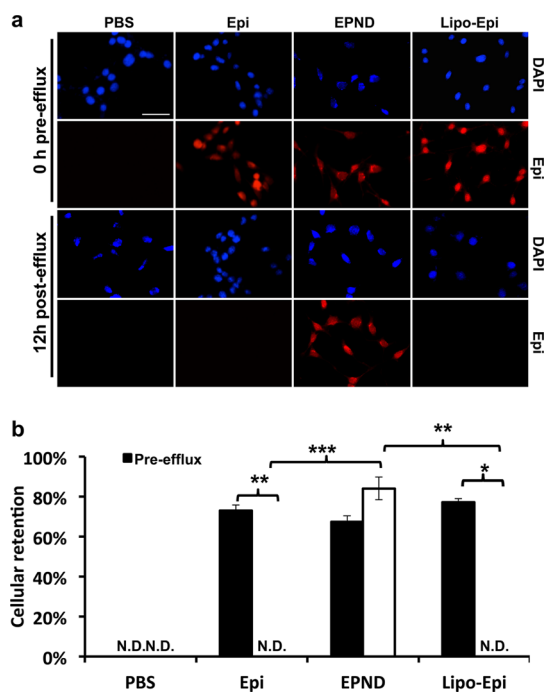 a
PBS Epi EPND Lipo-Epi
0 h pre-efflux
DAPI
Epi
12h post-efflux
DAPI
Epi
b
Cellular retention
100%
80%
60%
40%
20%
0%
Pre-efflux
** *** ** *
N.D. N.D. N.D. N.D.
PBS Epi EPND Lipo-Epi